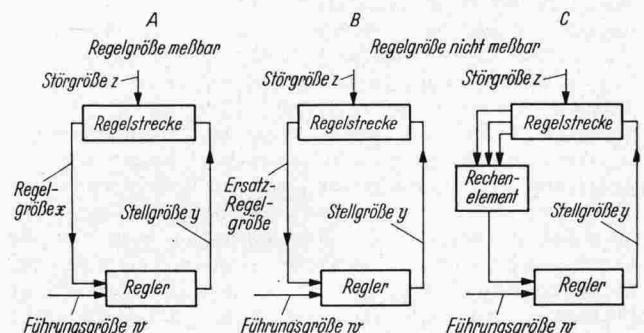 A
B
C
Regelgröße meßbar
Regelgröße nicht meßbar
Störgröße z
Störgröße z
Störgröße z
Regelstrecke
Regelstrecke
Regelstrecke
Regel-
größe x
Stellgröße y
Ersatz-
Regel-
größe
Stellgröße y
Rechen-
element
Stellgröße y
Regler
Regler
Regler
Führungsgröße w
Führungsgröße w
Führungsgröße w